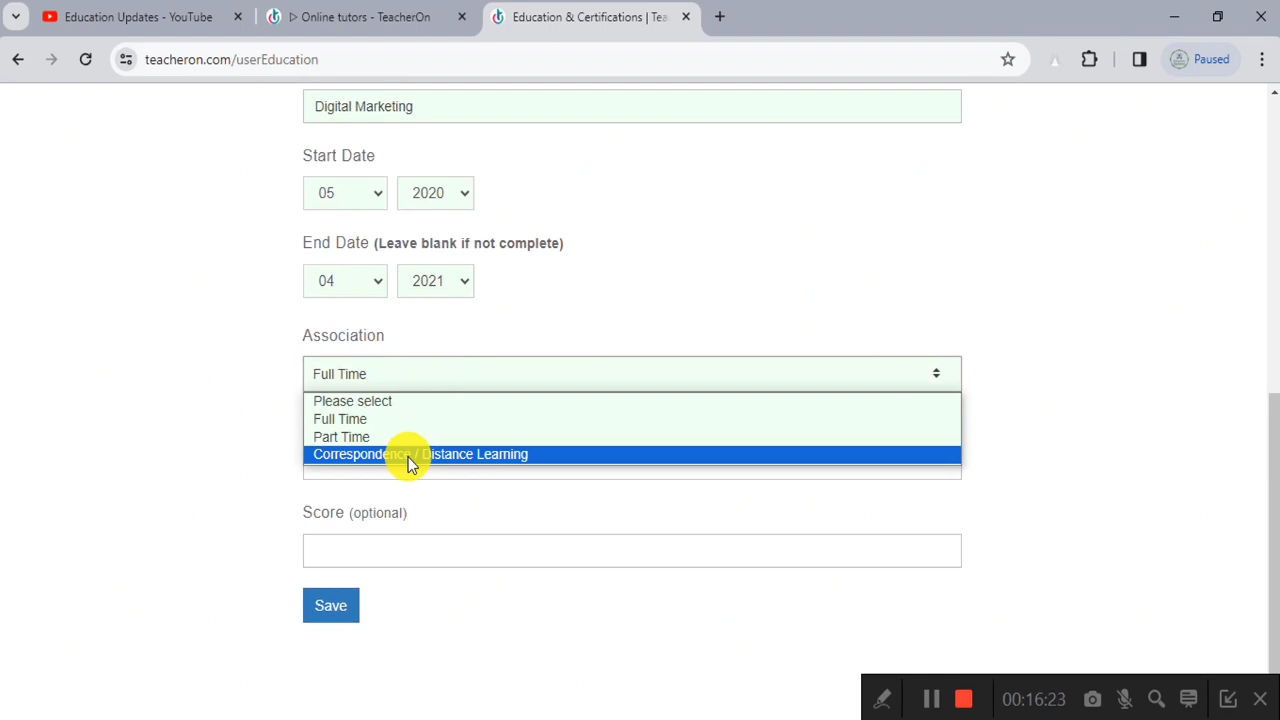 Education Updates - YouTube
Online tutors - TeacherOn
Education & Certifications | Tea
teacheron.com/userEducation
Paused
Digital Marketing
Start Date
05
2020
End Date (Leave blank if not complete)
04
2021
Association
Full Time
Please select
Full Time
Part Time
Correspondence / Distance Learning
Score (optional)
Save
00:16:23